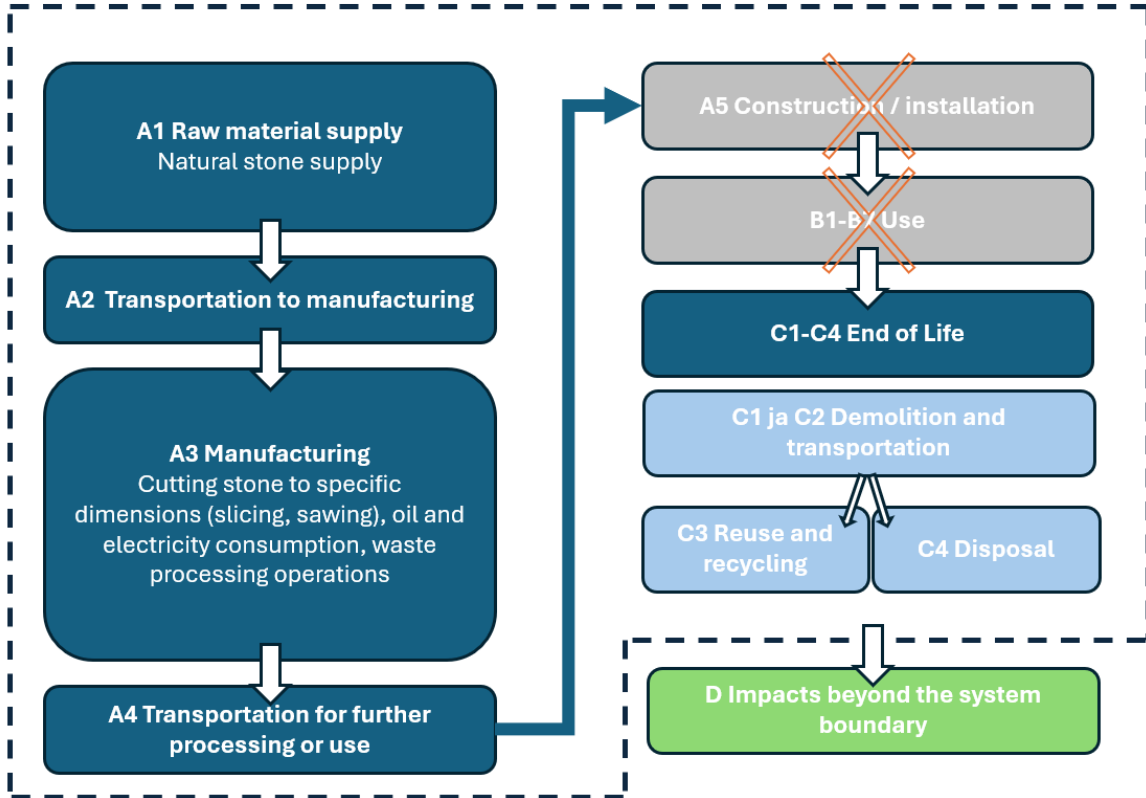 A1 Raw material supply
Natural stone supply
A2  Transportation to manufacturing
A3 Manufacturing
Cutting stone to specific
dimensions (slicing, sawing), oil and
electricity consumption, waste
processing operations
A4 Transportation for further
processing or use
A5 Construction / installation
B1-B7 Use
C1-C4 End of Life
C1 ja C2 Demolition and
transportation
C3 Reuse and
recycling
C4 Disposal
D Impacts beyond the system
boundary